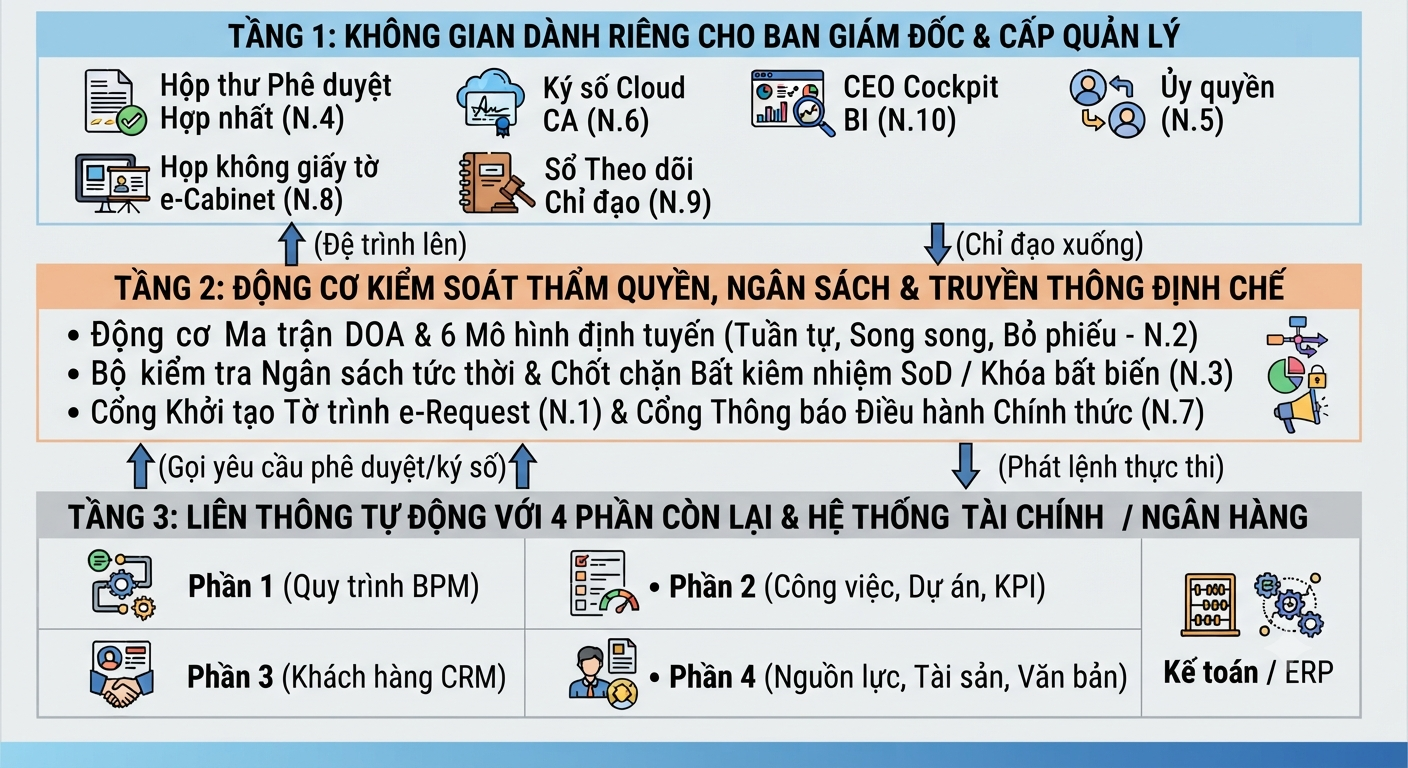 TẦNG 1: KHÔNG GIAN DÀNH RIÊNG CHO BAN GIÁM ĐỐC & CẤP QUẢN LÝ
Hộp thư Phê duyệt
Hợp nhất (N.4)
Ký số Cloud
CA (N.6)
CEO Cockpit
BI (N.10)
Ủy quyền
(N.5)
Họp không giấy tờ
e-Cabinet (N.8)
Sổ Theo dõi
Chỉ đạo (N.9)
(Đệ trình lên)
(Chỉ đạo xuống)
TẦNG 2: ĐỘNG CƠ KIỂM SOÁT THẨM QUYỀN, NGÂN SÁCH & TRUYỀN THÔNG ĐỊNH CHẾ
• Động cơ Ma trận DOA & 6 Mô hình định tuyến (Tuần tự, Song song, Bỏ phiếu - N.2)
• Bộ kiểm tra Ngân sách tức thời & Chốt chặn Bất kiêm nhiệm SoD / Khóa bất biến (N.3)
• Cổng Khởi tạo Tờ trình e-Request (N.1) & Cổng Thông báo Điều hành Chính thức (N.7)
(Gọi yêu cầu phê duyệt/ký số)
(Phát lệnh thực thi)
TẦNG 3: LIÊN THÔNG TỰ ĐỘNG VỚI 4 PHẦN CÒN LẠI & HỆ THỐNG TÀI CHÍNH / NGÂN HÀNG
Phần 1 (Quy trình BPM)
• Phần 2 (Công việc, Dự án, KPI)
Phần 3 (Khách hàng CRM)
• Phần 4 (Nguồn lực, Tài sản, Văn bản)
Kế toán / ERP